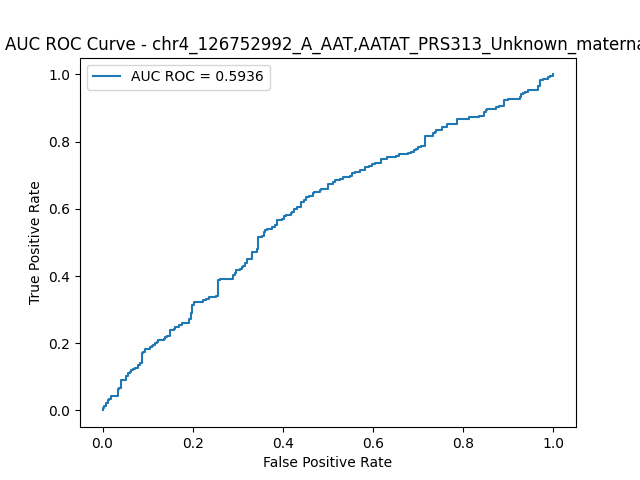 AUC ROC Curve - chr4_126752992_A_AAT,AATAT_PRS313_Unknown_materna
AUC ROC = 0.5936
1.0
0.8
0.6
0.4
0.2
0.0
True Positive Rate
0.0 0.2 0.4 0.6 0.8 1.0
False Positive Rate